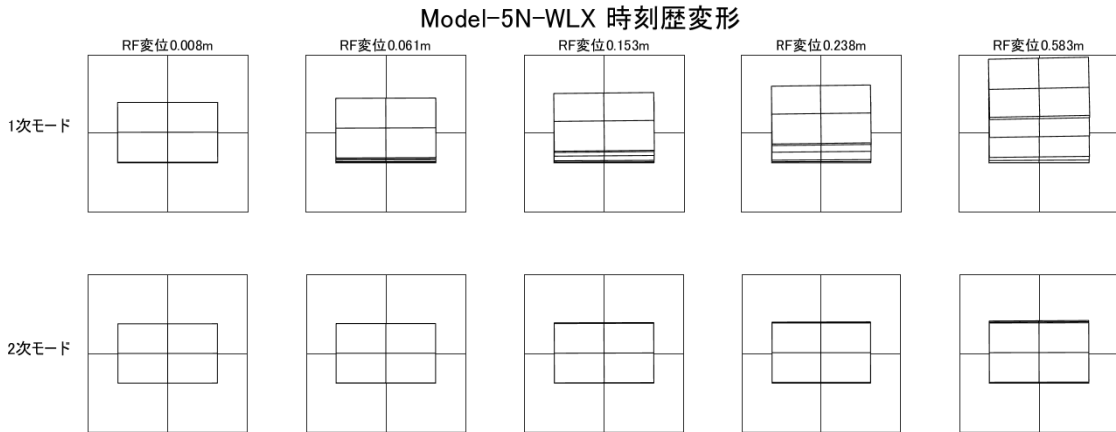 Model-5N-WLX 時刻歴変形
RF変位0.008m
RF変位0.061m
RF変位0.153m
RF変位0.238m
RF変位0.583m
1次モード
2次モード